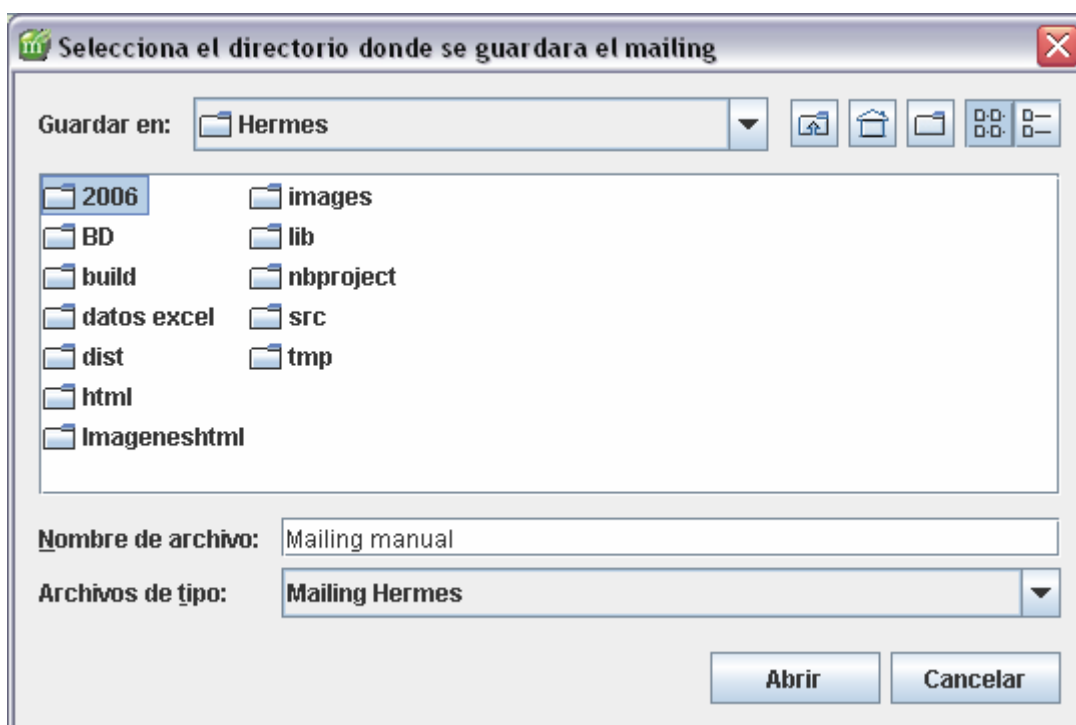 Selecciona el directorio donde se guardara el mailing
Guardar en: Hermes
2006 images
BD lib
build nbproject
datos excel src
dist tmp
html
Imageneshtml
Nombre de archivo: Mailing manual
Archivos de tipo: Mailing Hermes
Abrir Cancelar